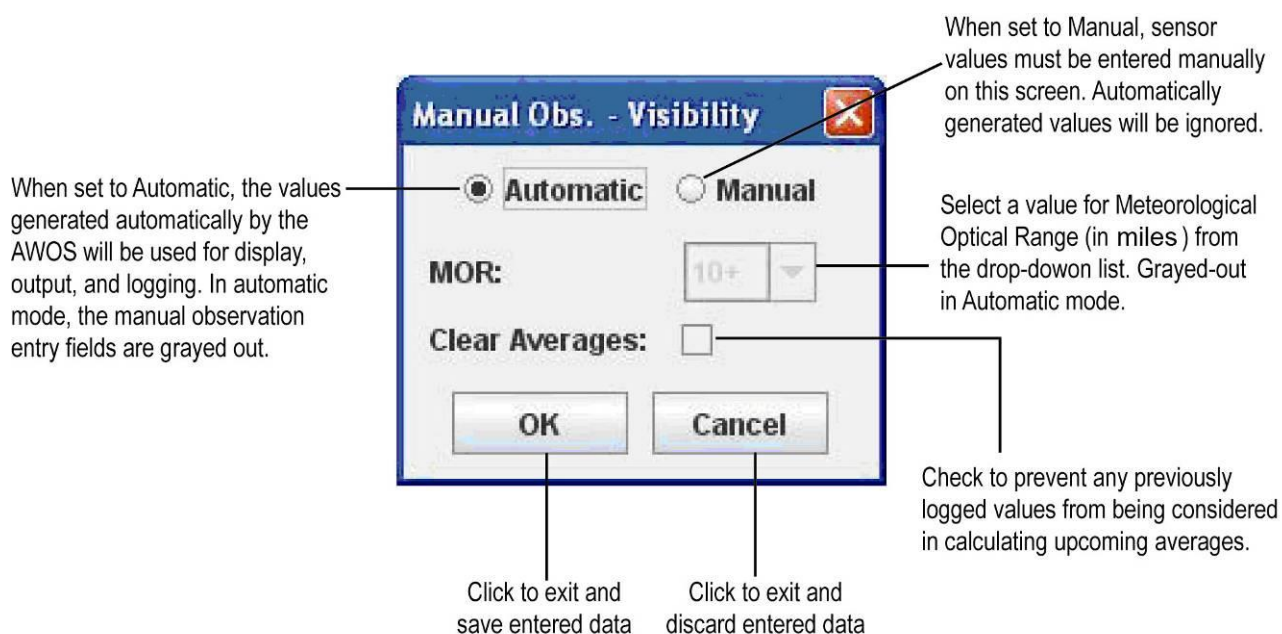 When set to Manual, sensor
values must be entered manually
on this screen. Automatically
generated values will be ignored.
Manual Obs. - Visibility
When set to Automatic, the values
generated automatically by the
AWOS will be used for display,
output, and logging. In automatic
mode, the manual observation
entry fields are grayed out.
Automatic
Manual
Select a value for Meteorological
Optical Range (in miles ) from
the drop-dowon list. Grayed-out
in Automatic mode.
MOR:
10+
Clear Averages:
OK
Cancel
Check to prevent any previously
logged values from being considered
in calculating upcoming averages.
Click to exit and
save entered data
Click to exit and
discard entered data